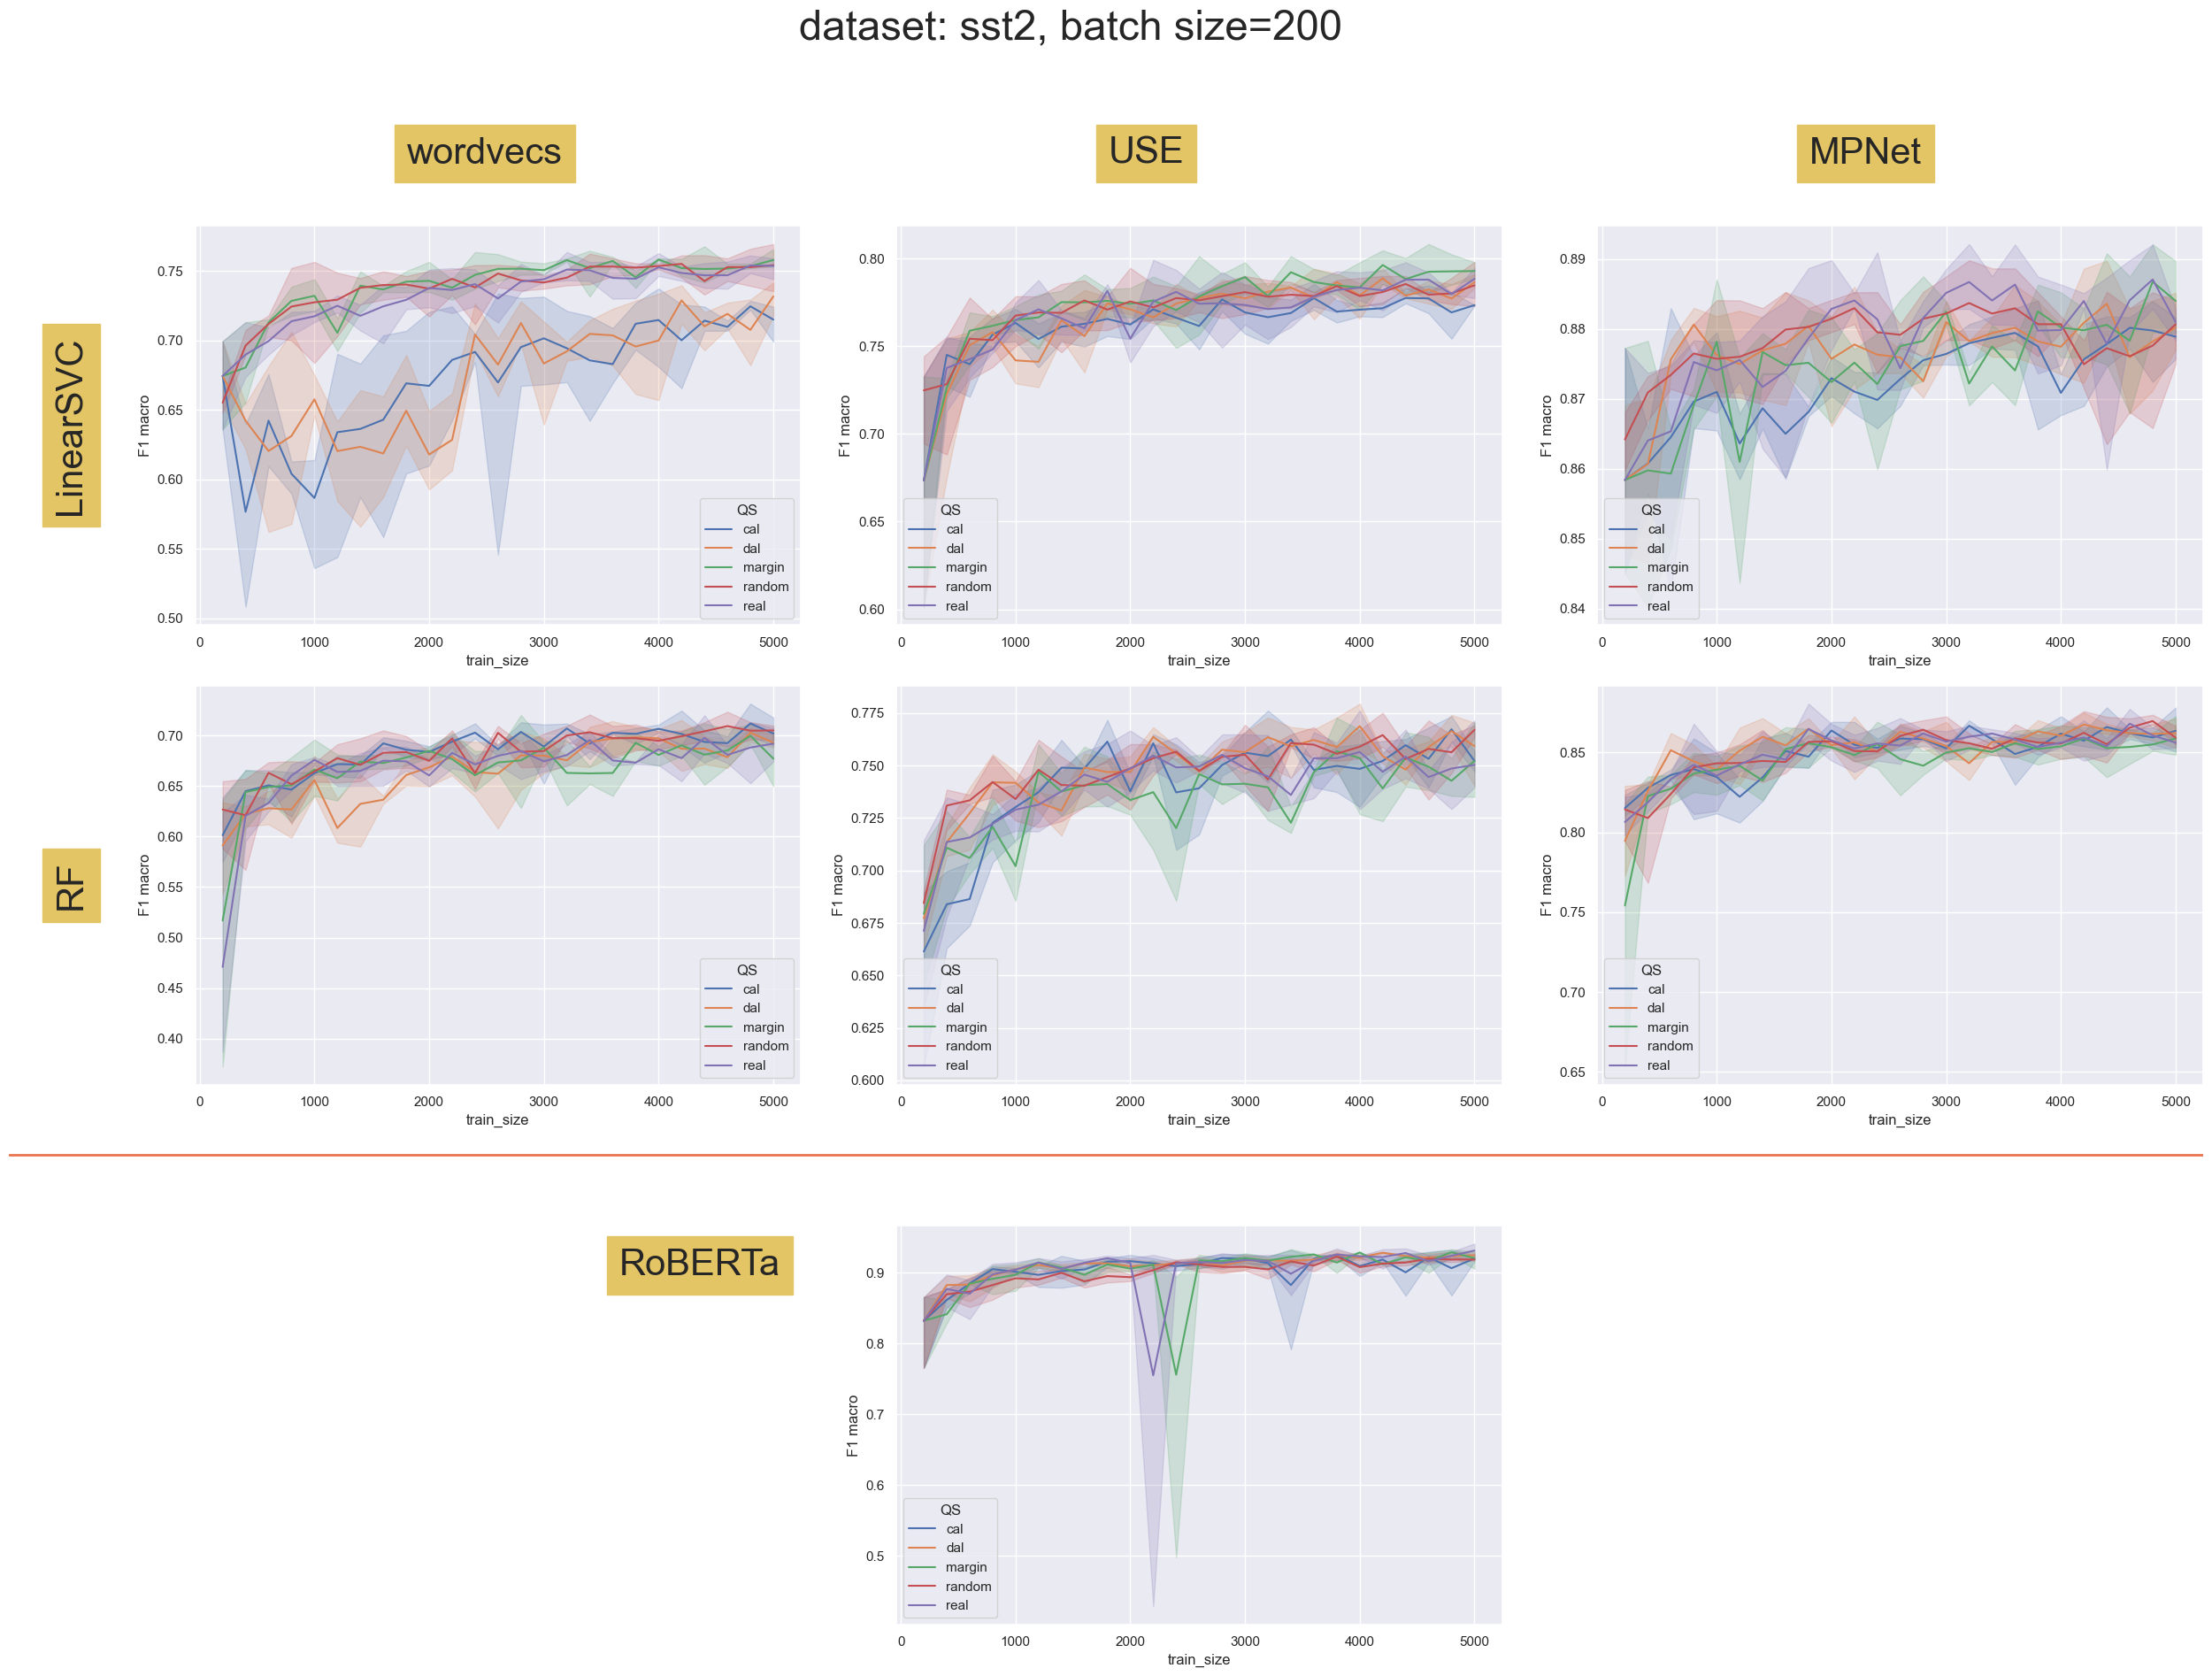 dataset: sst2, batch size=200
wordvecs
USE
MPNet
LinearSVC
F1 macro
0.75
0.70
0.65
0.60
0.55
0.50
0
1000
2000
3000
4000
5000
train_size
QS
cal
dal
margin
random
real
F1 macro
0.80
0.75
0.70
0.65
0.60
0
1000
2000
3000
4000
5000
train_size
QS
cal
dal
margin
random
real
F1 macro
0.89
0.88
0.87
0.86
0.85
0.84
0
1000
2000
3000
4000
5000
train_size
QS
cal
dal
margin
random
real
RF
F1 macro
0.70
0.65
0.60
0.55
0.50
0.45
0.40
0
1000
2000
3000
4000
5000
train_size
QS
cal
dal
margin
random
real
F1 macro
0.775
0.750
0.725
0.700
0.675
0.650
0.625
0.600
0
1000
2000
3000
4000
5000
train_size
QS
cal
dal
margin
random
real
F1 macro
0.85
0.80
0.75
0.70
0.65
0
1000
2000
3000
4000
5000
train_size
QS
cal
dal
margin
random
real
RoBERTa
F1 macro
0.9
0.8
0.7
0.6
0.5
0
1000
2000
3000
4000
5000
train_size
QS
cal
dal
margin
random
real